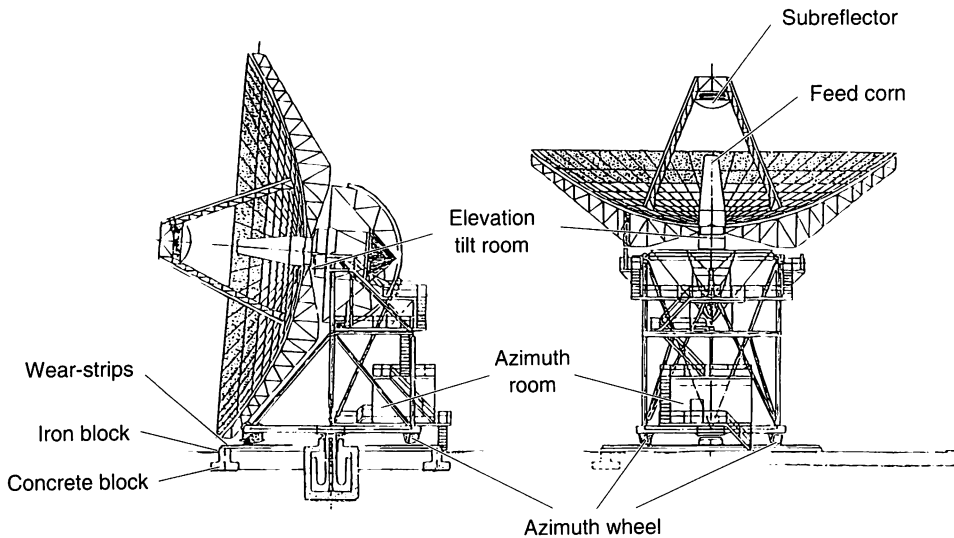 Subreflector
Feed corn
Elevation
tilt room
Wear-strips
Azimuth
room
Iron block
Concrete block
Azimuth wheel